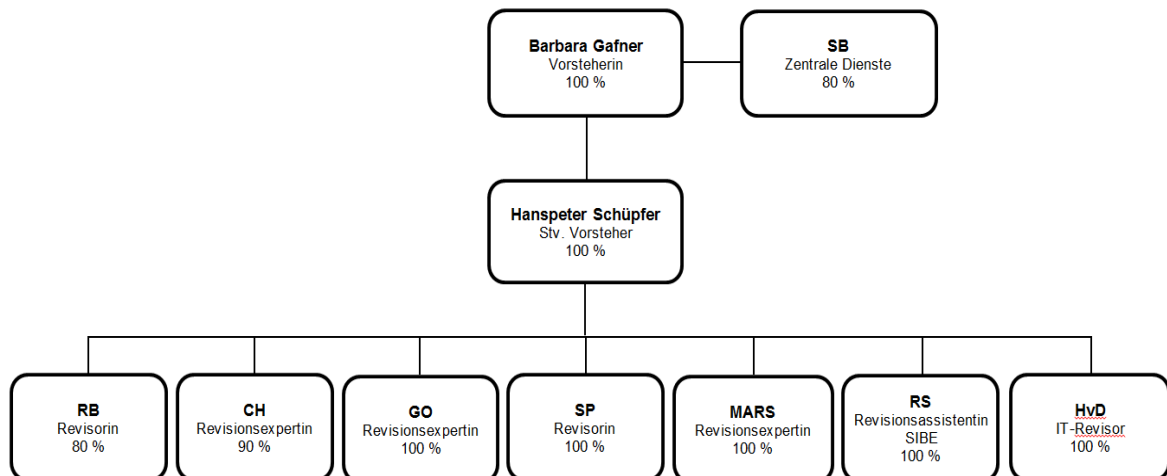 Barbara Gafner
Vorsteherin
100 %
SB
Zentrale Dienste
80 %
Hanspeter Schüpfer
Stv. Vorsteher
100 %
RB
Revisorin
80 %
CH
Revisionsexpertin
90 %
GO
Revisionsexpertin
100 %
SP
Revisorin
100 %
MARS
Revisionsexpertin
100 %
RS
Revisionsassistentin
SIBE
100 %
HvD
IT-Revisor
100 %